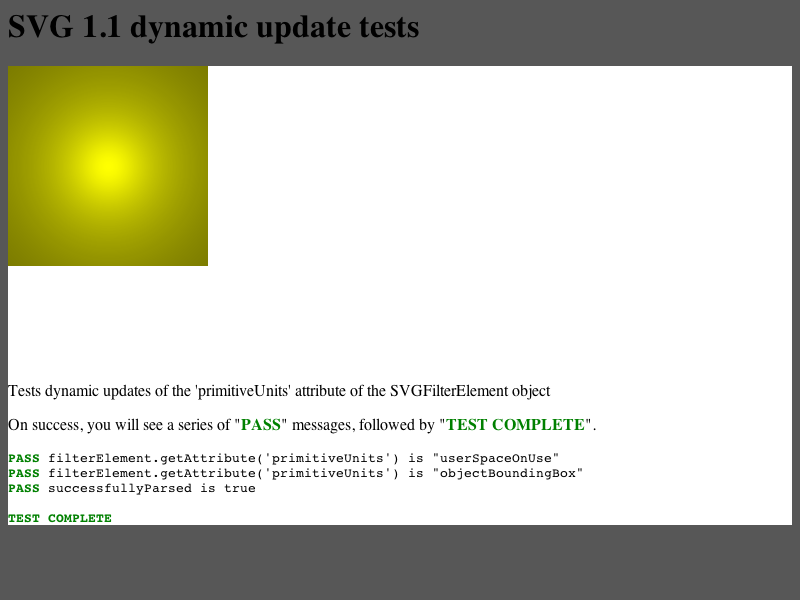 SVG 1.1 dynamic update tests
Tests dynamic updates of the 'primitiveUnits' attribute of the SVGFilterElement object
On success, you will see a series of "PASS" messages, followed by "TEST COMPLETE".
PASS filterElement.getAttribute('primitiveUnits') is "userSpaceOnUse"
PASS filterElement.getAttribute('primitiveUnits') is "objectBoundingBox"
PASS successfullyParsed is true
TEST COMPLETE